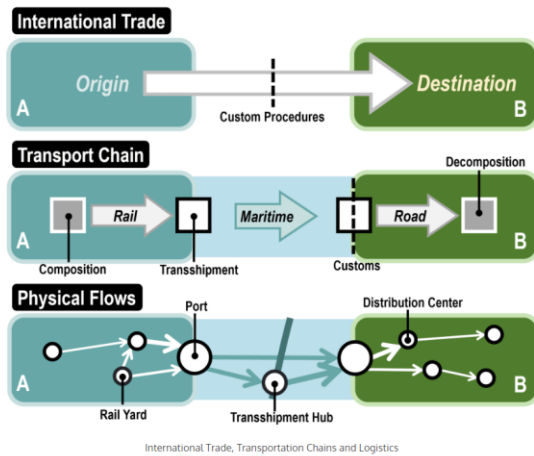 International Trade
Origin
Destination
A
B
Custom Procedures
Transport Chain
Decomposition
Rail
Maritime
Road
A
B
Composition
Transshipment
Customs
Physical Flows
Port
Distribution Center
A
B
Rail Yard
Transshipment Hub
International Trade, Transportation Chains and Logistics